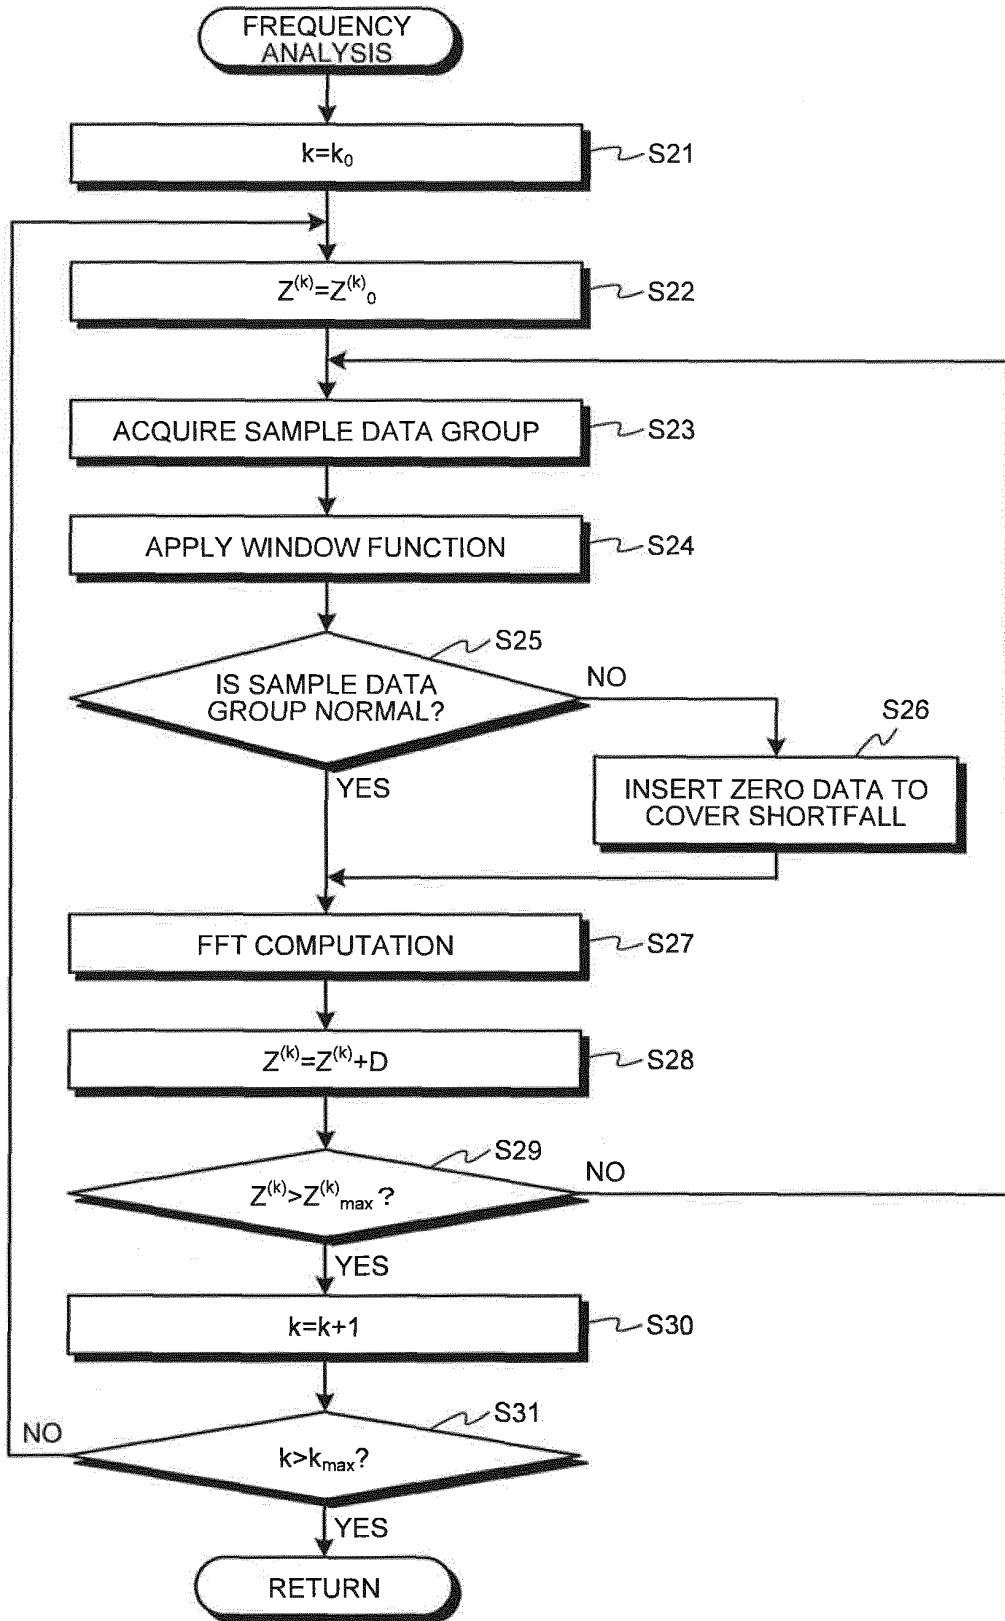 FREQUENCY
ANALYSIS
k=k₀
S21
Z⁽ᵏ⁾=Z⁽ᵏ⁾₀
S22
ACQUIRE SAMPLE DATA GROUP
S23
APPLY WINDOW FUNCTION
S24
S25
IS SAMPLE DATA
GROUP NORMAL?
NO
YES
S26
INSERT ZERO DATA TO
COVER SHORTFALL
FFT COMPUTATION
S27
Z⁽ᵏ⁾=Z⁽ᵏ⁾+D
S28
S29
Z⁽ᵏ⁾>Z⁽ᵏ⁾max?
NO
YES
k=k+1
S30
S31
NO
k>kmax?
YES
RETURN